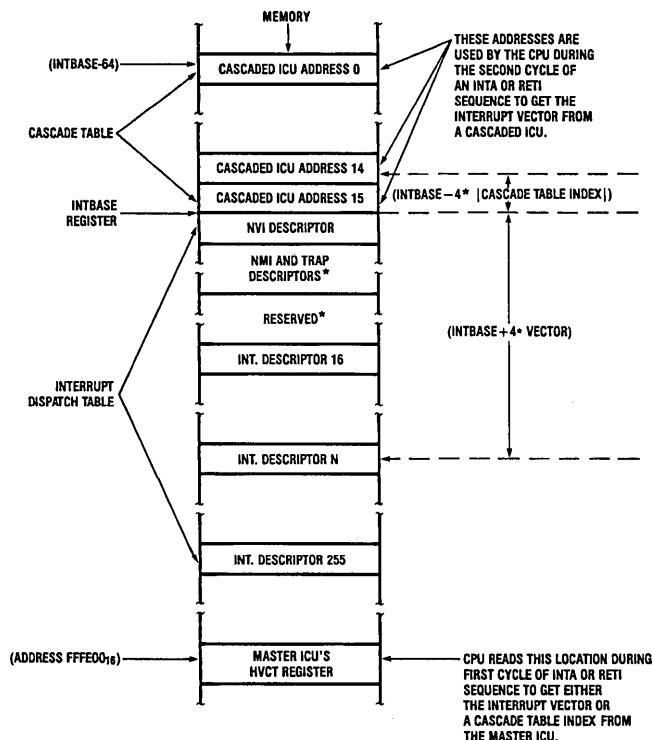 MEMORY
(INTBASE-64)
CASCADED ICU ADDRESS 0
THESE ADDRESSES ARE
USED BY THE CPU DURING
THE SECOND CYCLE OF
AN INTA OR RETI
SEQUENCE TO GET THE
INTERRUPT VECTOR FROM
A CASCADED ICU.
CASCADE TABLE
CASCADED ICU ADDRESS 14
CASCADED ICU ADDRESS 15
(INTBASE–4* |CASCADE TABLE INDEX|)
INTBASE
REGISTER
NVI DESCRIPTOR
NMI AND TRAP
DESCRIPTORS*
RESERVED*
(INTBASE+4* VECTOR)
INT. DESCRIPTOR 16
INTERRUPT
DISPATCH TABLE
INT. DESCRIPTOR N
INT. DESCRIPTOR 255
(ADDRESS FFFE00₁₆)
MASTER ICU'S
HVCT REGISTER
CPU READS THIS LOCATION DURING
FIRST CYCLE OF INTA OR RETI
SEQUENCE TO GET EITHER
THE INTERRUPT VECTOR OR
A CASCADE TABLE INDEX FROM
THE MASTER ICU.